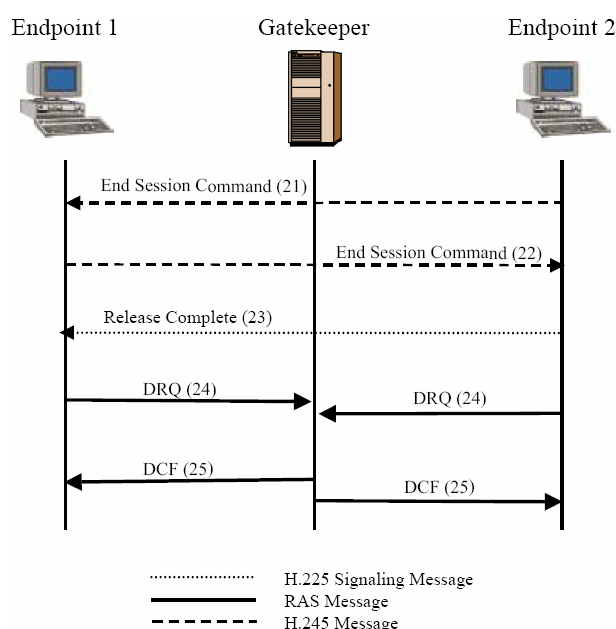 Endpoint 1 Gatekeeper Endpoint 2
End Session Command (21)
End Session Command (22)
Release Complete (23)
DRQ (24) DRQ (24)
DCF (25) DCF (25)
H.225 Signaling Message
RAS Message
H.245 Message